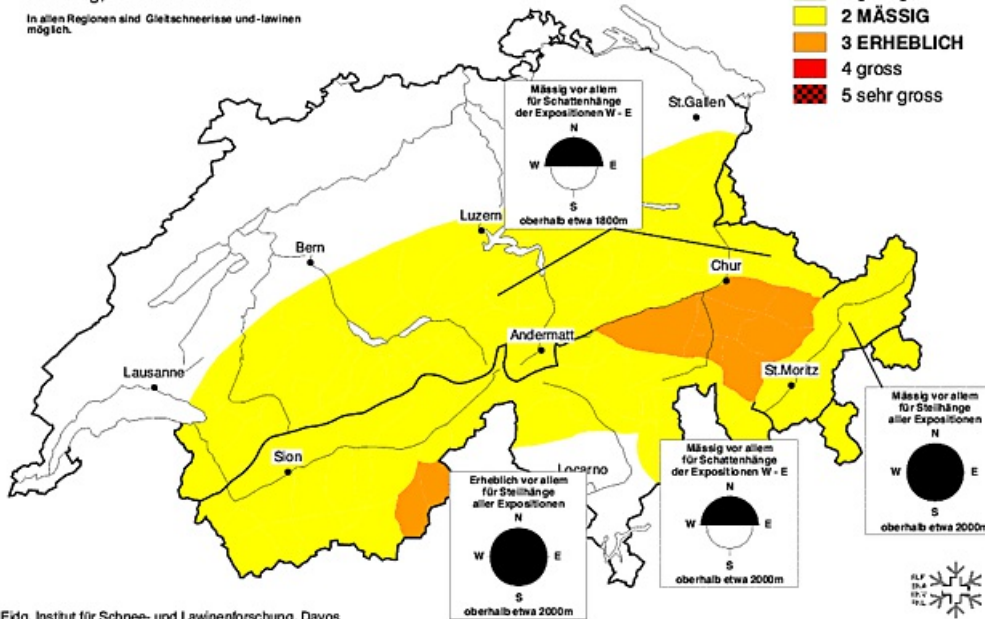 In allen Regionen sind Gleitschneerisse und -lawinen
möglich.
2 MÄSSIG
3 ERHEBLICH
4 gross
5 sehr gross
Mässig vor allem
für Schattenhänge
der Expositionen W - E
N
W E
S
oberhalb etwa 1800m
St.Gallen
Luzern
Bern
Chur
Andermatt
Lausanne
St.Moritz
Sion
Locarno
Mässig vor allem
für Steilhänge
aller Expositionen
N
W E
S
oberhalb etwa 2000m
Mässig vor allem
für Schattenhänge
der Expositionen W - E
N
W E
S
oberhalb etwa 2000m
Erheblich vor allem
für Steilhänge
aller Expositionen
N
W E
S
oberhalb etwa 2000m
Eidg. Institut für Schnee- und Lawinenforschung, Davos